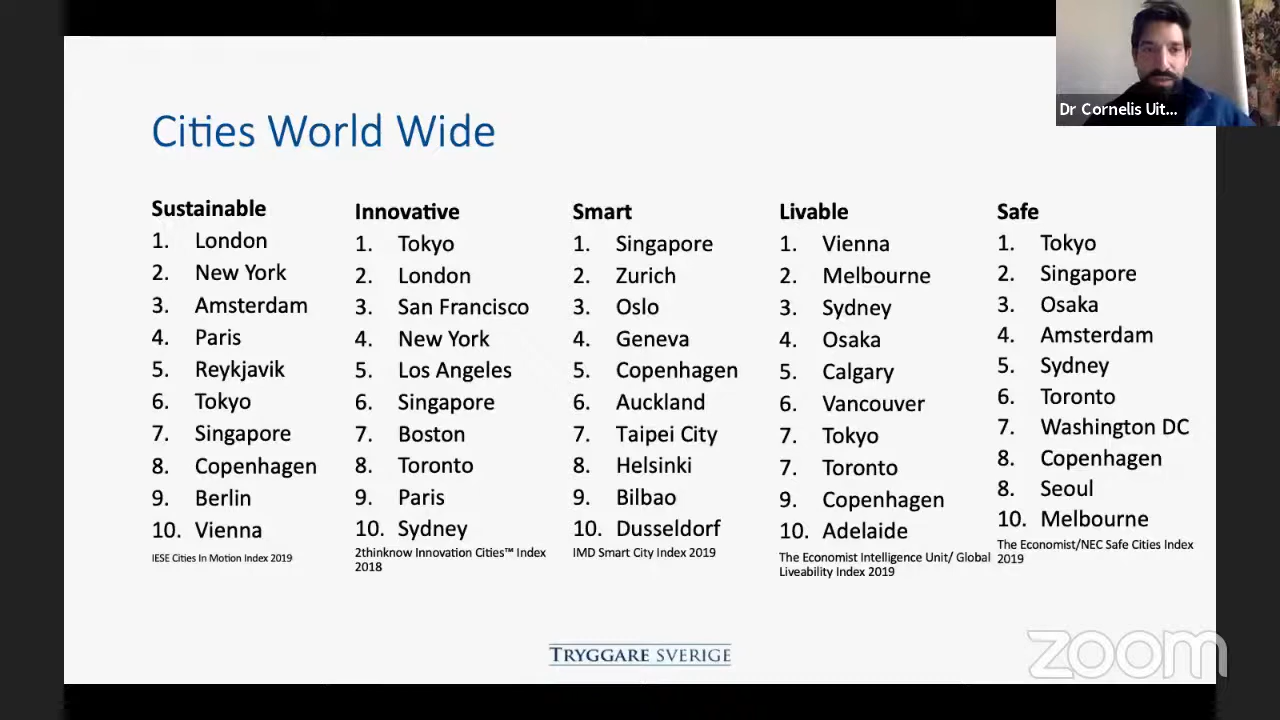 Dr Cornelis Uit...
Cities World Wide
Sustainable
1. London
2. New York
3. Amsterdam
4. Paris
5. Reykjavik
6. Tokyo
7. Singapore
8. Copenhagen
9. Berlin
10. Vienna
IESE Cities In Motion Index 2019
Innovative
1. Tokyo
2. London
3. San Francisco
4. New York
5. Los Angeles
6. Singapore
7. Boston
8. Toronto
9. Paris
10. Sydney
2thinknow Innovation Cities™ Index
2018
Smart
1. Singapore
2. Zurich
3. Oslo
4. Geneva
5. Copenhagen
6. Auckland
7. Taipei City
8. Helsinki
9. Bilbao
10. Dusseldorf
IMD Smart City Index 2019
Livable
1. Vienna
2. Melbourne
3. Sydney
4. Osaka
5. Calgary
6. Vancouver
7. Tokyo
7. Toronto
9. Copenhagen
10. Adelaide
The Economist Intelligence Unit/ Global
Liveability Index 2019
Safe
1. Tokyo
2. Singapore
3. Osaka
4. Amsterdam
5. Sydney
6. Toronto
7. Washington DC
8. Copenhagen
8. Seoul
10. Melbourne
The Economist/NEC Safe Cities Index
2019
TRYGGARE SVERIGE
zoom